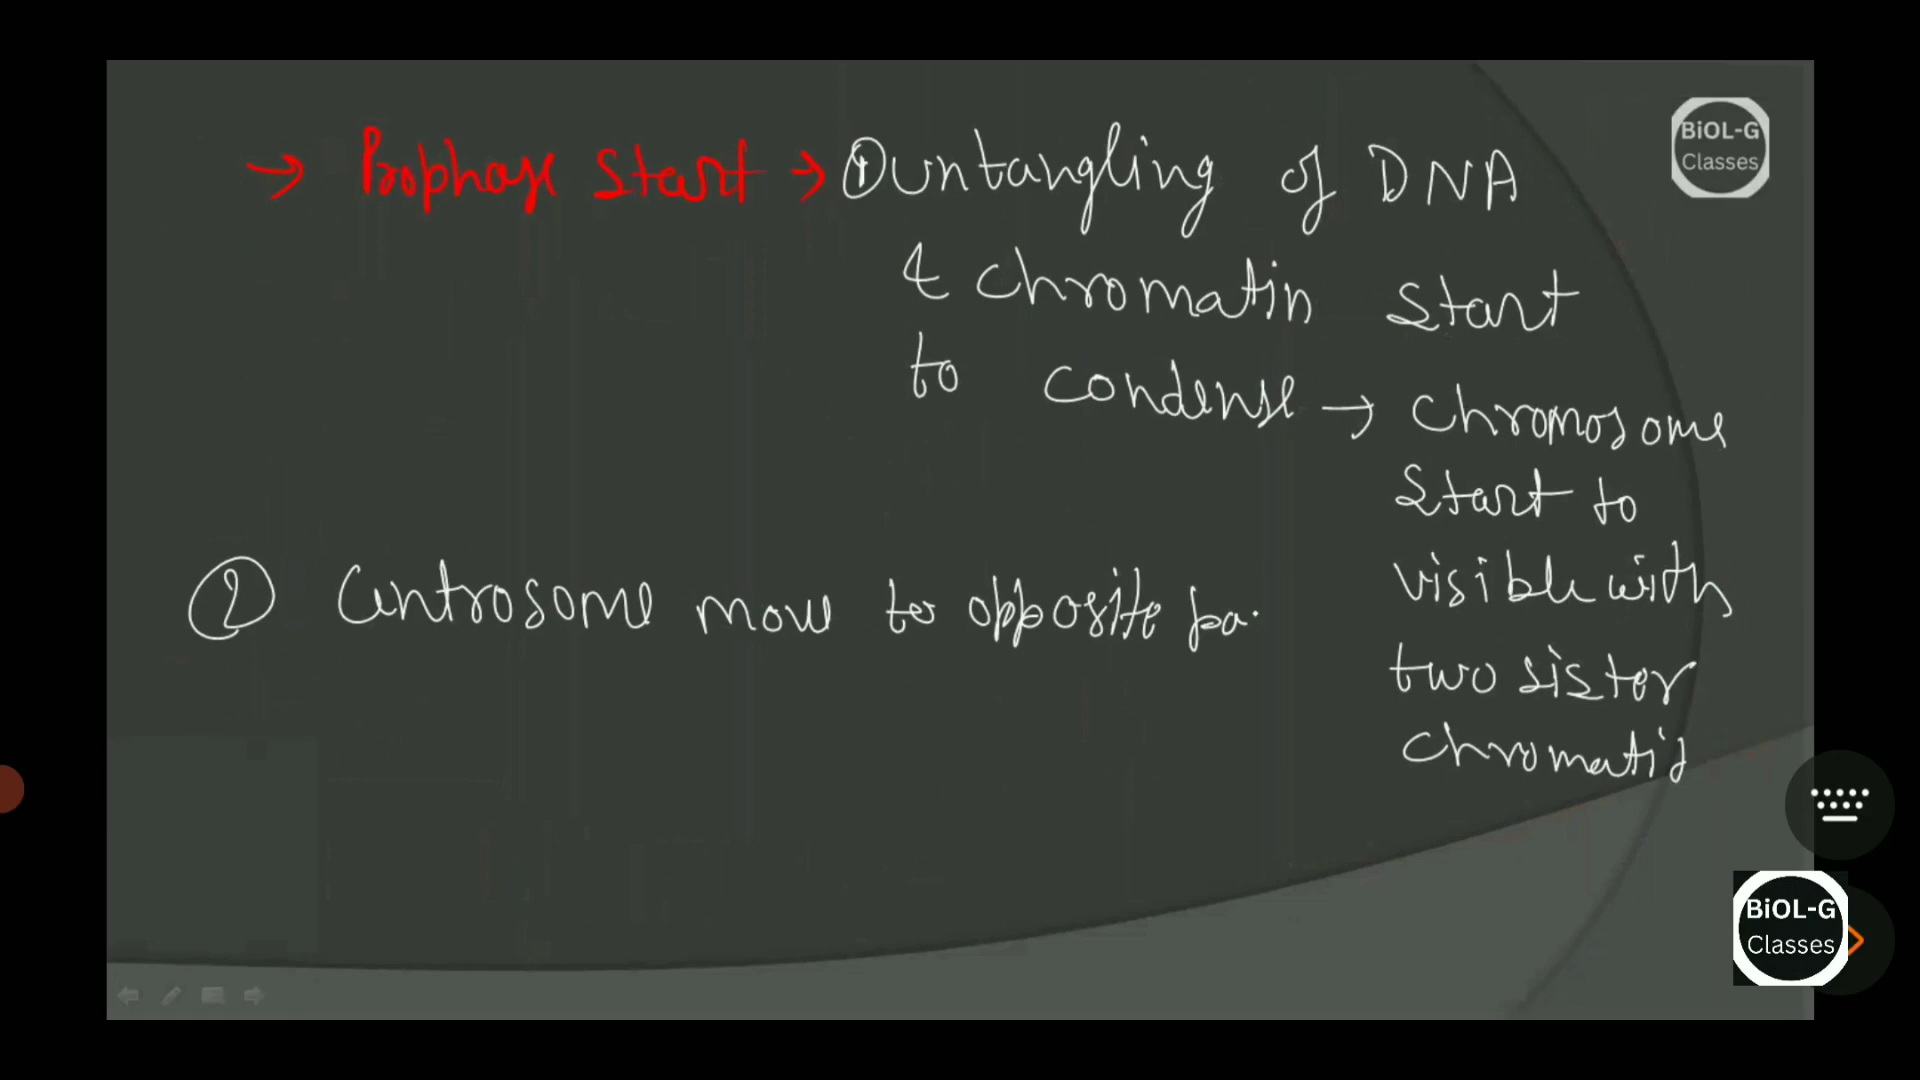 → Prophase Start → ① untangling of DNA
& chromatin start
to condense → chromosome
start to
visible with
two sister
chromatid
② Centrosome move to opposite po
BiOL-G
Classes
BiOL-G
Classes